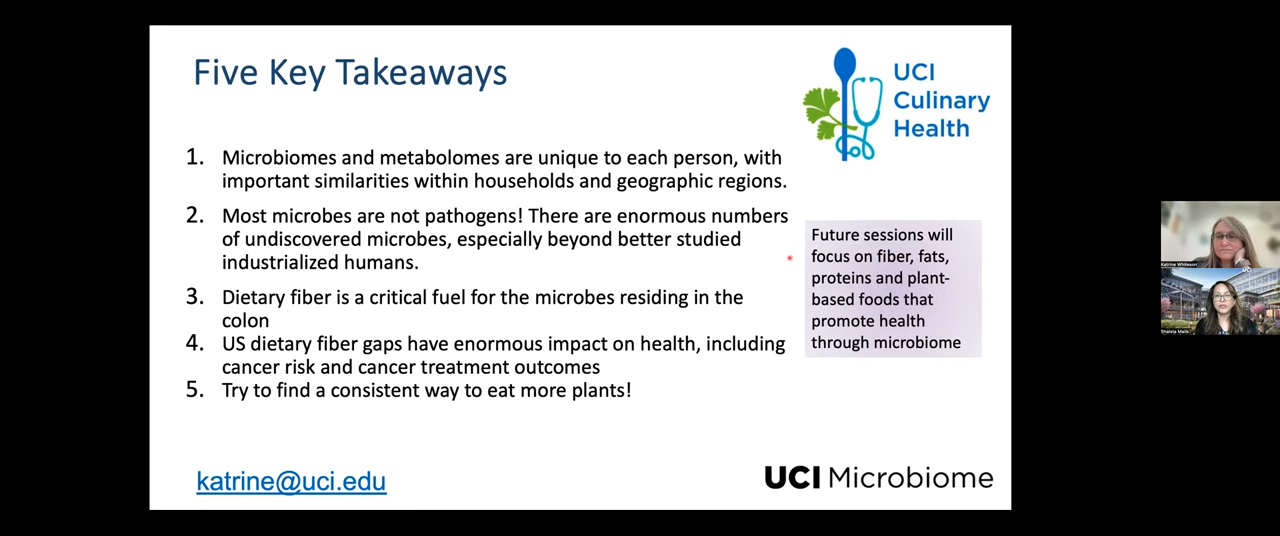 Five Key Takeaways
UCI
Culinary
Health
1. Microbiomes and metabolomes are unique to each person, with
important similarities within households and geographic regions.
2. Most microbes are not pathogens! There are enormous numbers
of undiscovered microbes, especially beyond better studied
industrialized humans.
3. Dietary fiber is a critical fuel for the microbes residing in the
colon
4. US dietary fiber gaps have enormous impact on health, including
cancer risk and cancer treatment outcomes
5. Try to find a consistent way to eat more plants!
Future sessions will
focus on fiber, fats,
proteins and plant-
based foods that
promote health
through microbiome
katrine@uci.edu
UCI Microbiome
Katrine Whiteson
UCI
Shaista Malik